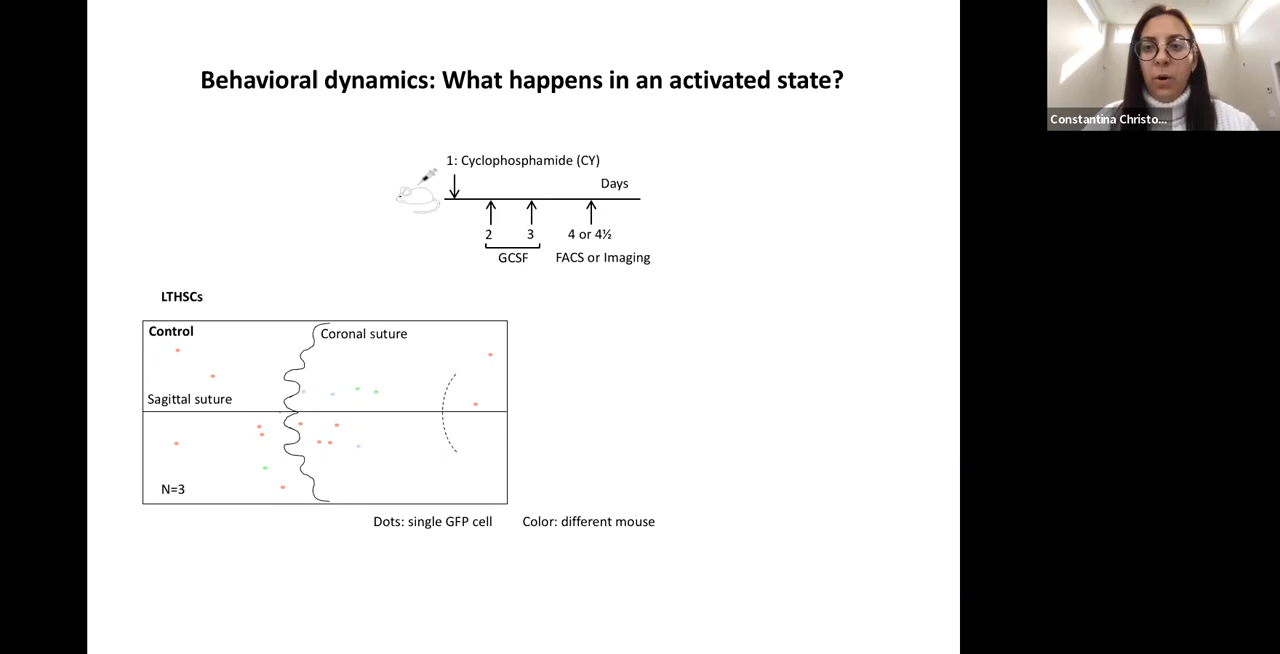 Behavioral dynamics: What happens in an activated state?
1: Cyclophosphamide (CY)
Days
2
3
4 or 4½
GCSF
FACS or Imaging
LTHSCs
Control
Coronal suture
Sagittal suture
N=3
Dots: single GFP cell
Color: different mouse
Constantina Christo...